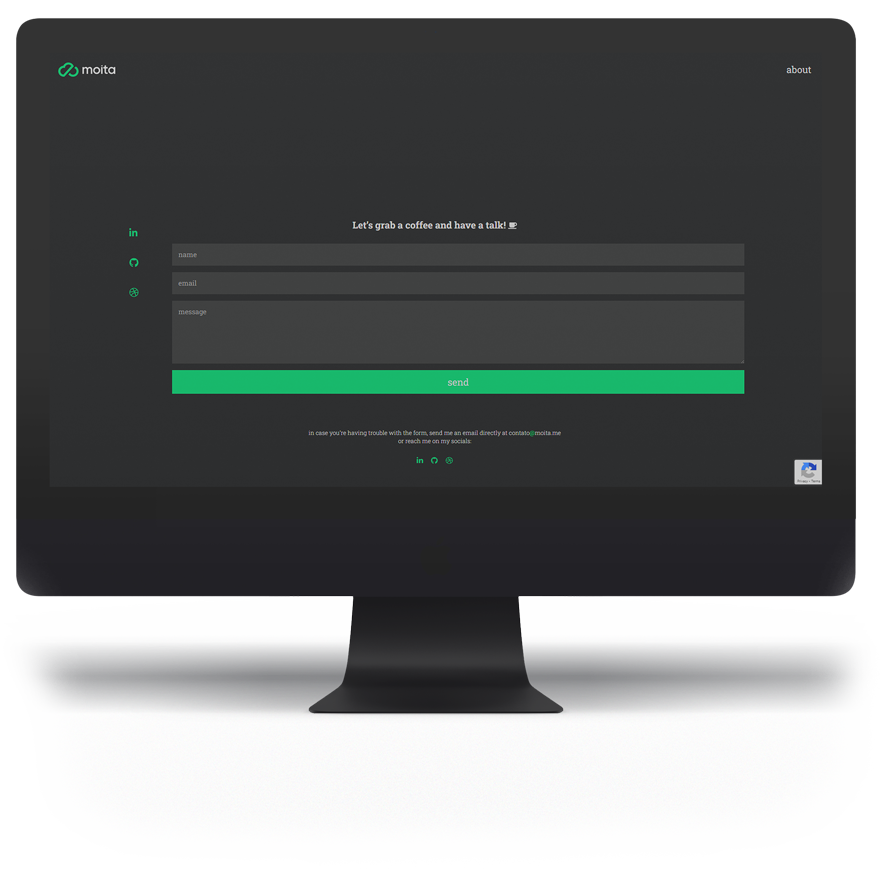 moita
about
Let's grab a coffee and have a talk!
in
name
email
message
send
in case you're having trouble with the form, send me an email directly at contato@moita.me
or reach me on my socials:
in
Privacy - Terms